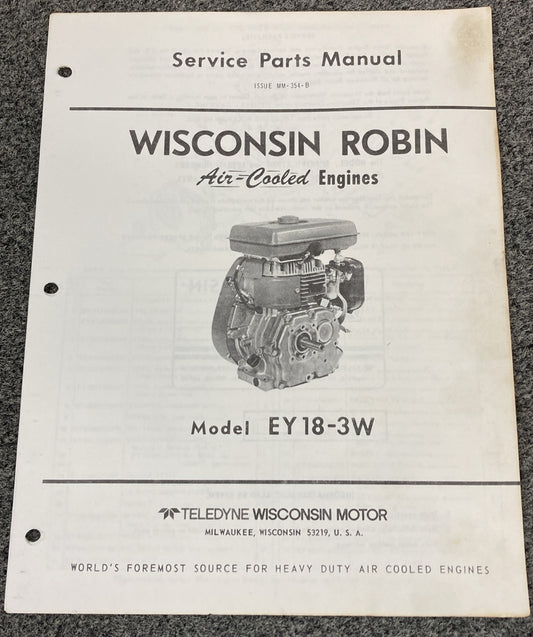 Service Parts Manual
ISSUE MM-354-B
WISCONSIN ROBIN
Air-Cooled Engines
Model EY18-3W
TELEDYNE WISCONSIN MOTOR
MILWAUKEE, WISCONSIN 53219, U. S. A.
WORLD'S FOREMOST SOURCE FOR HEAVY DUTY AIR COOLED ENGINES